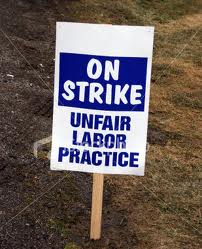 ON
STRIKE
UNFAIR
LABOR
PRACTICE